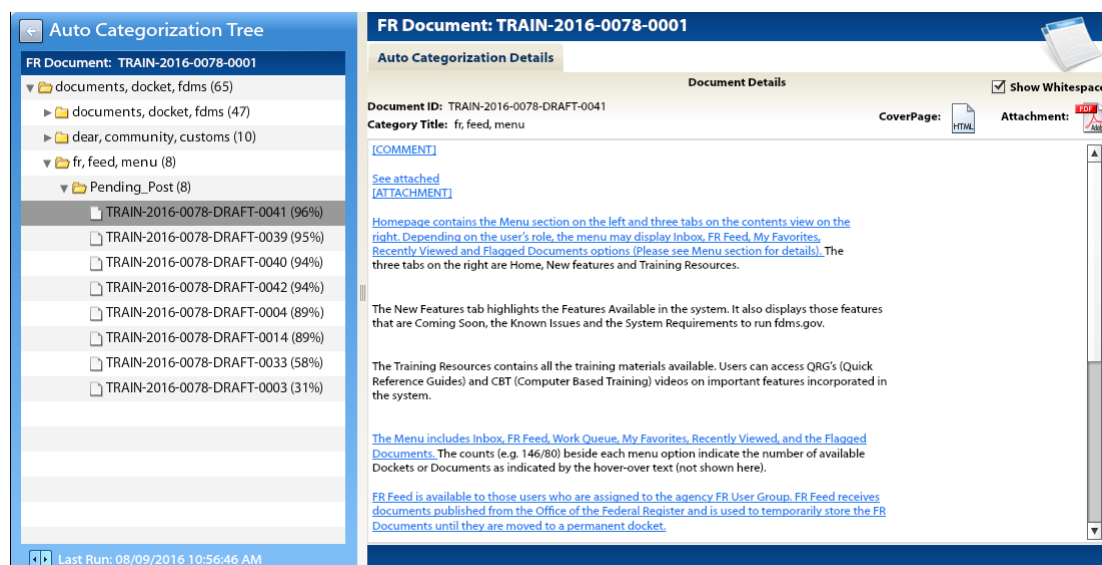 Auto Categorization Tree
FR Document: TRAIN-2016-0078-0001
documents, docket, fdms (65)
documents, docket, fdms (47)
dear, community, customs (10)
fr, feed, menu (8)
Pending_Post (8)
TRAIN-2016-0078-DRAFT-0041 (96%)
TRAIN-2016-0078-DRAFT-0039 (95%)
TRAIN-2016-0078-DRAFT-0040 (94%)
TRAIN-2016-0078-DRAFT-0042 (94%)
TRAIN-2016-0078-DRAFT-0004 (89%)
TRAIN-2016-0078-DRAFT-0014 (89%)
TRAIN-2016-0078-DRAFT-0033 (58%)
TRAIN-2016-0078-DRAFT-0003 (31%)
Last Run: 08/09/2016 10:56:46 AM
FR Document: TRAIN-2016-0078-0001
Auto Categorization Details
Document Details
Show Whitespace
Document ID: TRAIN-2016-0078-DRAFT-0041
Category Title: fr, feed, menu
CoverPage:
HTML
Attachment:
PDF
Adob
[COMMENT]
See attached
[ATTACHMENT]
Homepage contains the Menu section on the left and three tabs on the contents view on the
right. Depending on the user's role, the menu may display Inbox, FR Feed, My Favorites,
Recently Viewed and Flagged Documents options (Please see Menu section for details). The
three tabs on the right are Home, New features and Training Resources.
The New Features tab highlights the Features Available in the system. It also displays those features
that are Coming Soon, the Known Issues and the System Requirements to run fdms.gov.
The Training Resources contains all the training materials available. Users can access QRG's (Quick
Reference Guides) and CBT (Computer Based Training) videos on important features incorporated in
the system.
The Menu includes Inbox, FR Feed, Work Queue, My Favorites, Recently Viewed, and the Flagged
Documents. The counts (e.g. 146/80) beside each menu option indicate the number of available
Dockets or Documents as indicated by the hover-over text (not shown here).
FR Feed is available to those users who are assigned to the agency FR User Group. FR Feed receives
documents published from the Office of the Federal Register and is used to temporarily store the FR
Documents until they are moved to a permanent docket.